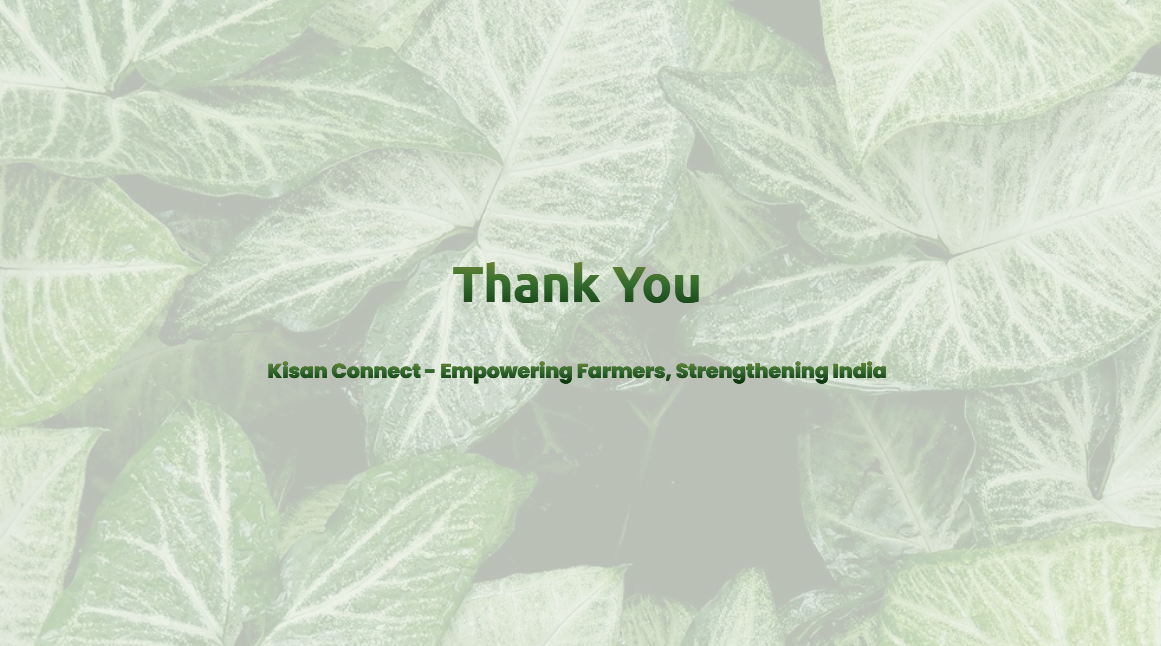 Thank You
Kisan Connect - Empowering Farmers, Strengthening India